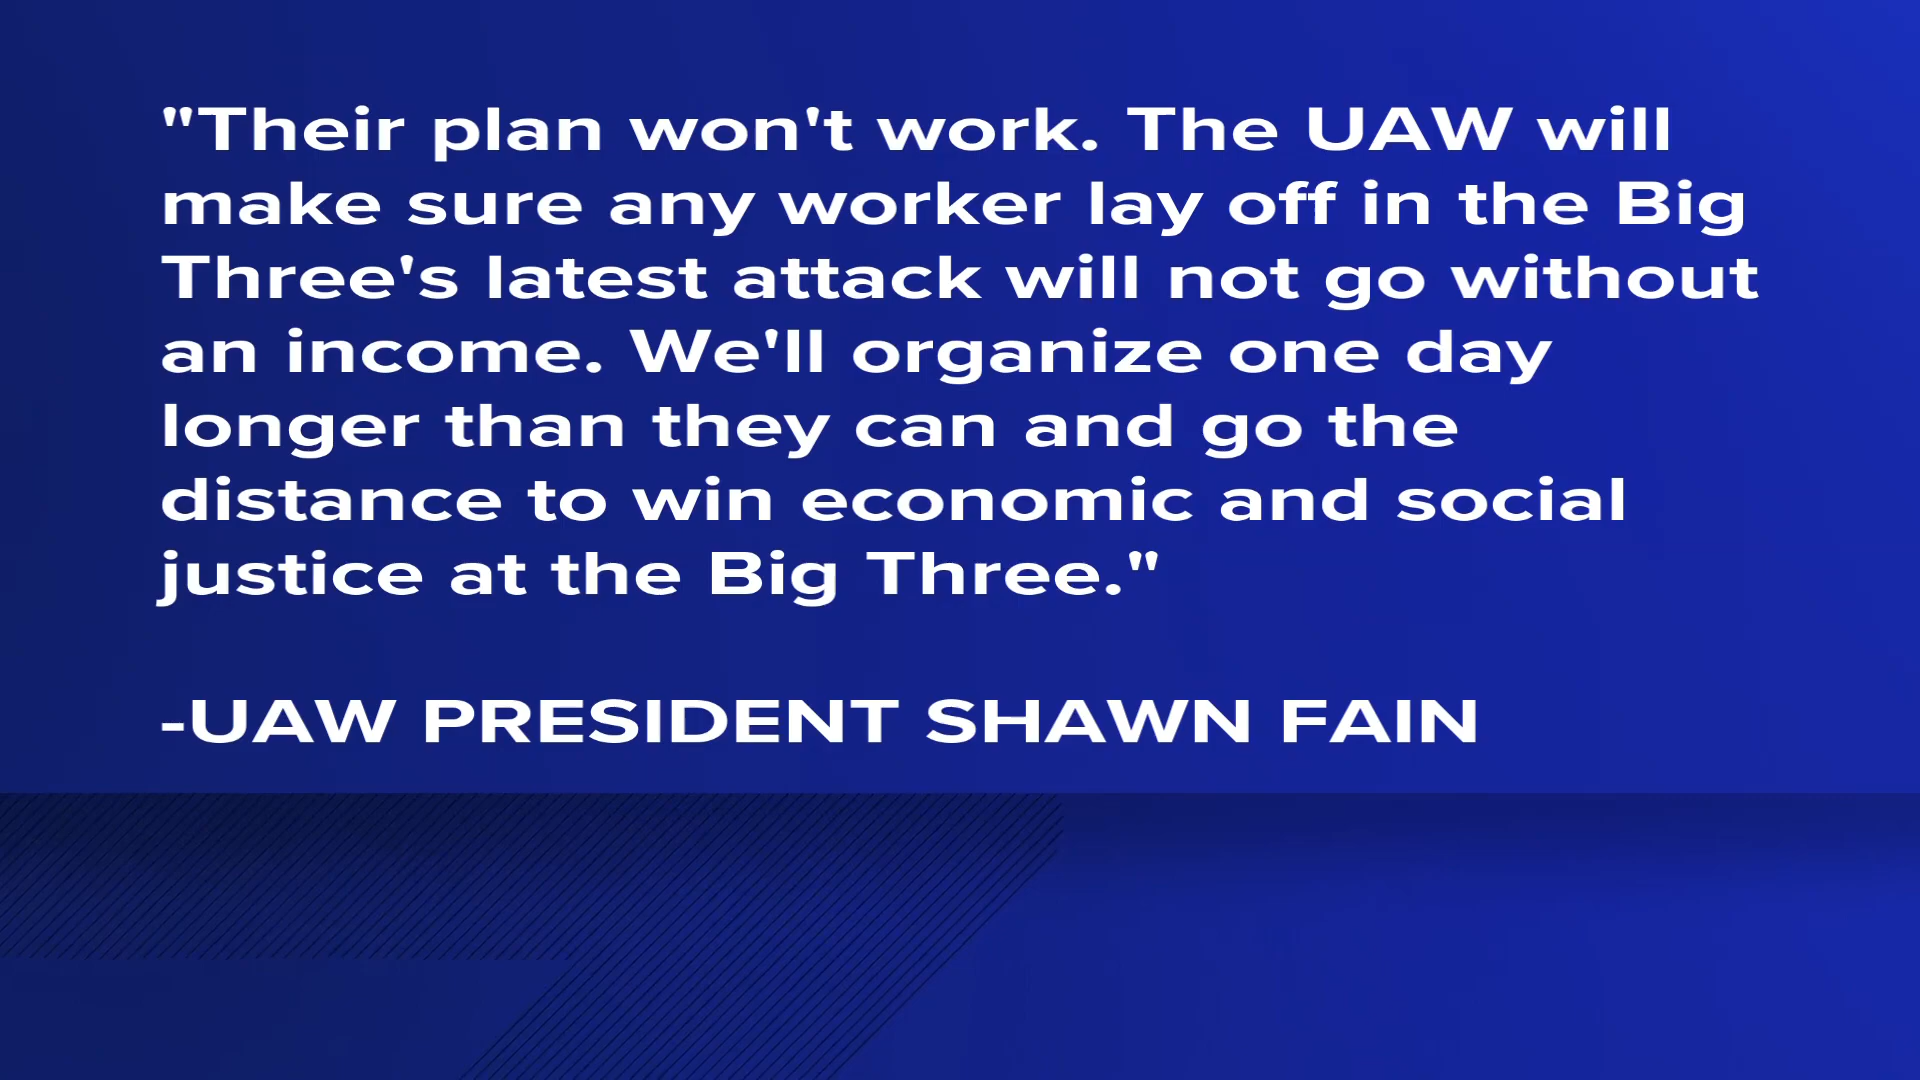 "Their plan won't work. The UAW will
make sure any worker lay off in the Big
Three's latest attack will not go without
an income. We'll organize one day
longer than they can and go the
distance to win economic and social
justice at the Big Three."
-UAW PRESIDENT SHAWN FAIN